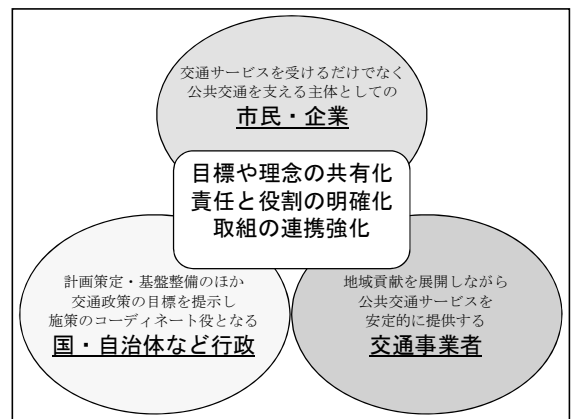 交通サービスを受けるだけでなく
公共交通を支える主体としての
市民・企業
目標や理念の共有化
責任と役割の明確化
取組の連携強化
計画策定・基盤整備のほか
交通政策の目標を提示し
施策のコーディネート役となる
国・自治体など行政
地域貢献を展開しながら
公共交通サービスを
安定的に提供する
交通事業者